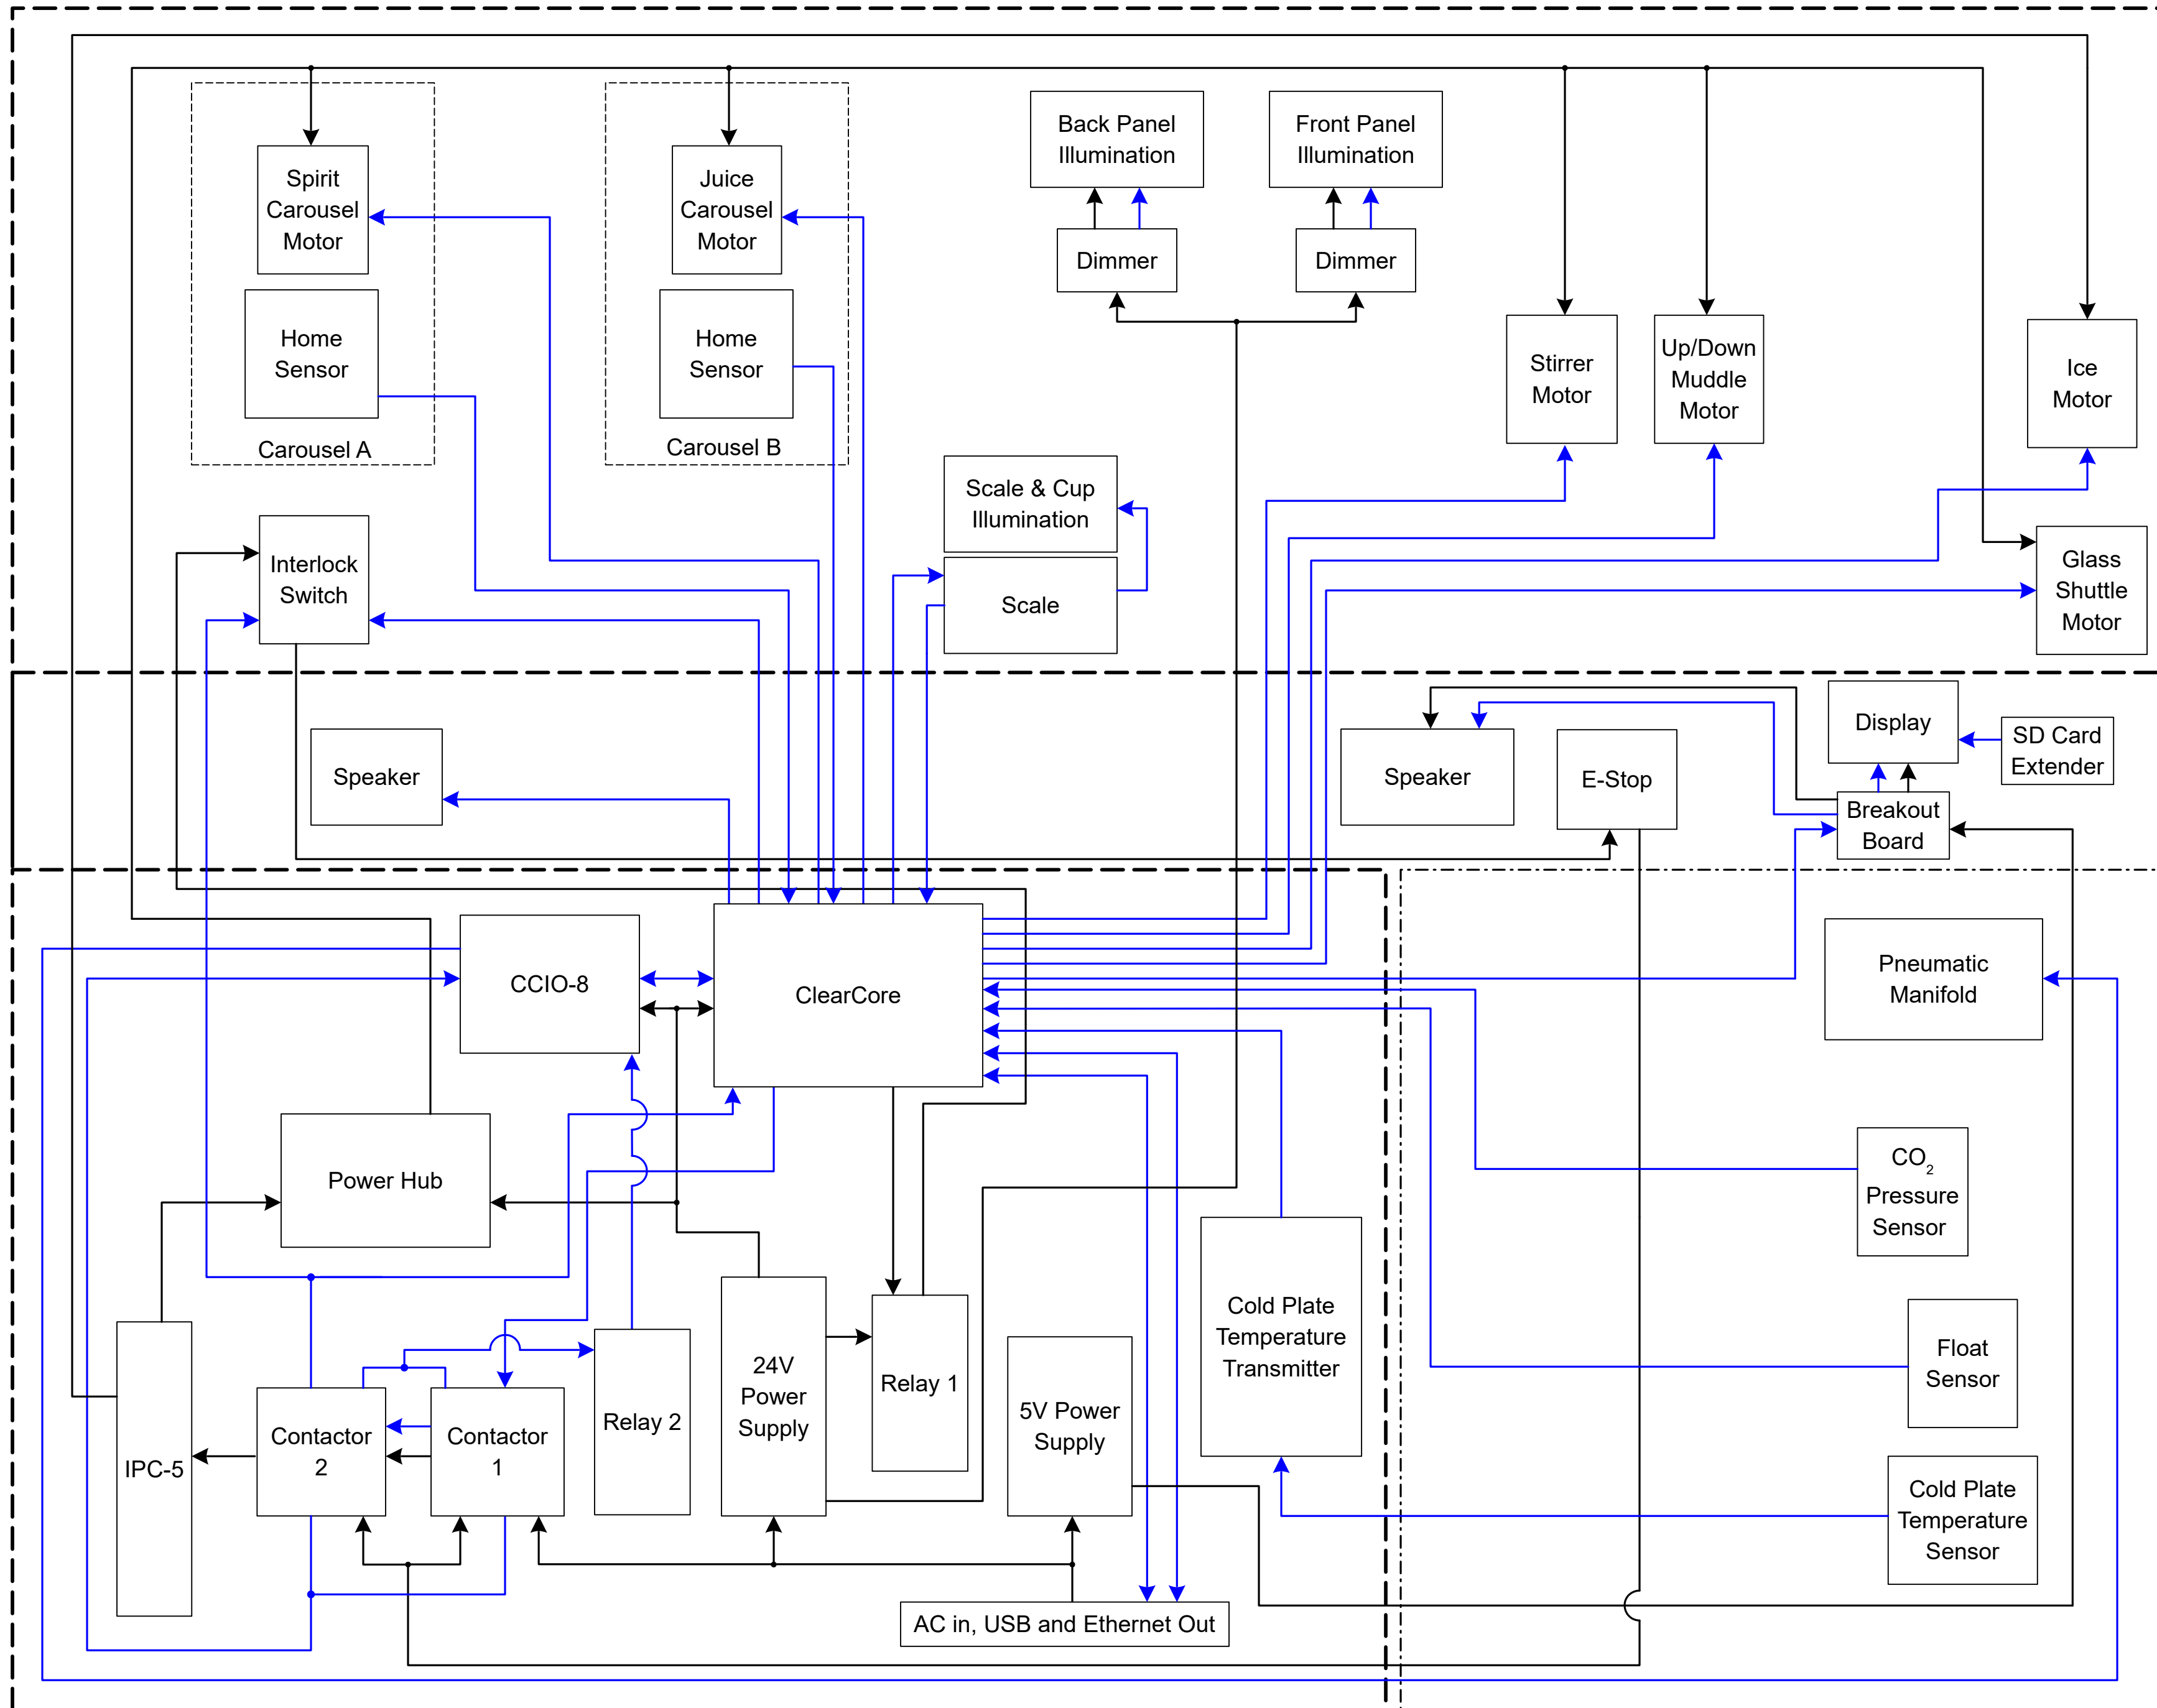 Back Panel
Illumination
Front Panel
Illumination
Spirit
Carousel
Motor
Juice
Carousel
Motor
Dimmer
Dimmer
Home
Sensor
Home
Sensor
Carousel A
Carousel B
Stirrer
Motor
Up/Down
Muddle
Motor
Ice
Motor
Scale & Cup
Illumination
Interlock
Switch
Scale
Glass
Shuttle
Motor
Speaker
Speaker
E-Stop
Display
SD Card
Extender
Breakout
Board
CCIO-8
ClearCore
Pneumatic
Manifold
Power Hub
CO2
Pressure
Sensor
Cold Plate
Temperature
Transmitter
Float
Sensor
24V
Power
Supply
Relay 1
5V Power
Supply
Relay 2
Contactor
2
Contactor
1
IPC-5
Cold Plate
Temperature
Sensor
AC in, USB and Ethernet Out